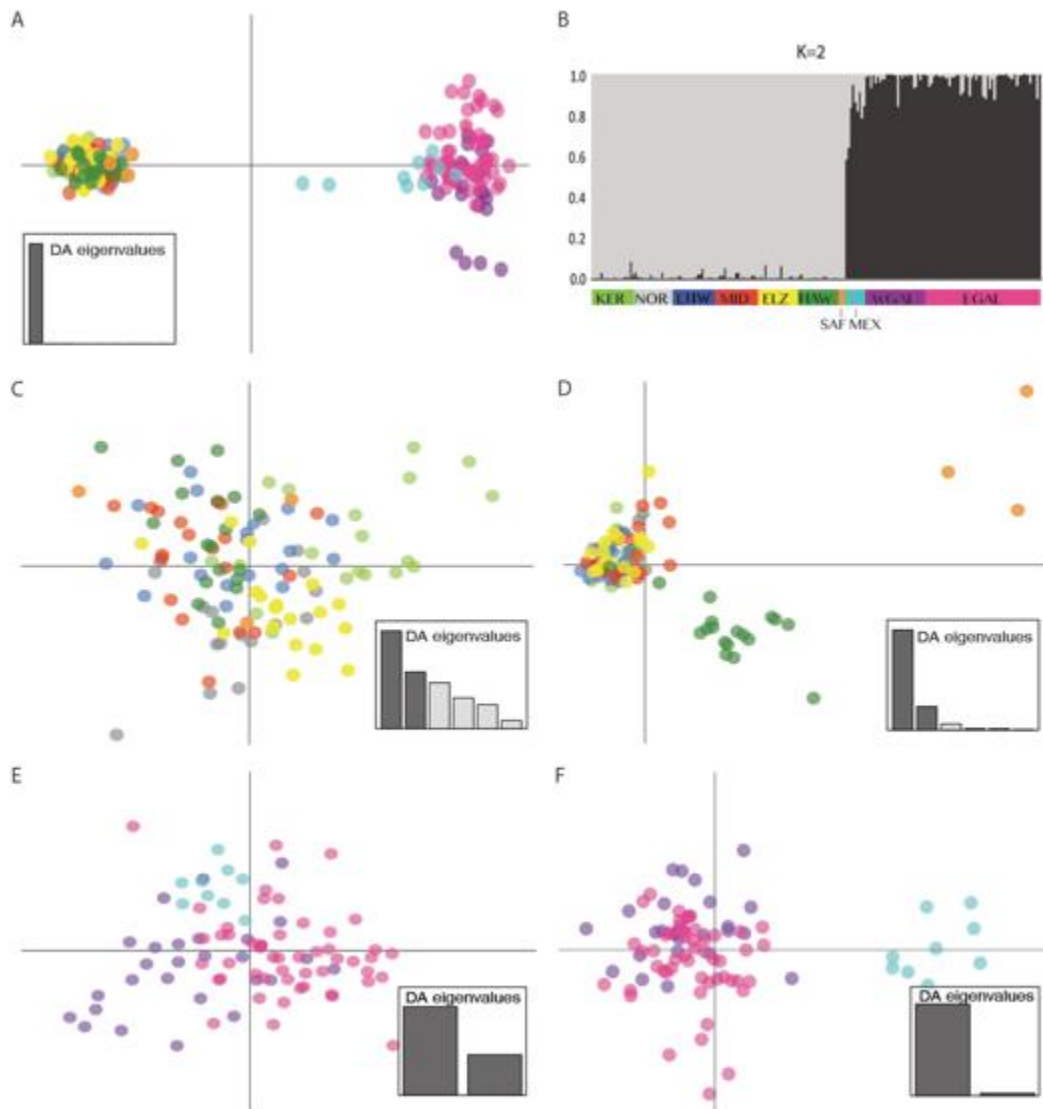 A
B
K=2
1.0
0.8
0.6
0.4
0.2
0.0
KER NOR LHW MID ELZ HAW WGAL EGAL
SAF MEX
DA eigenvalues
C
D
DA eigenvalues
DA eigenvalues
E
F
DA eigenvalues
DA eigenvalues